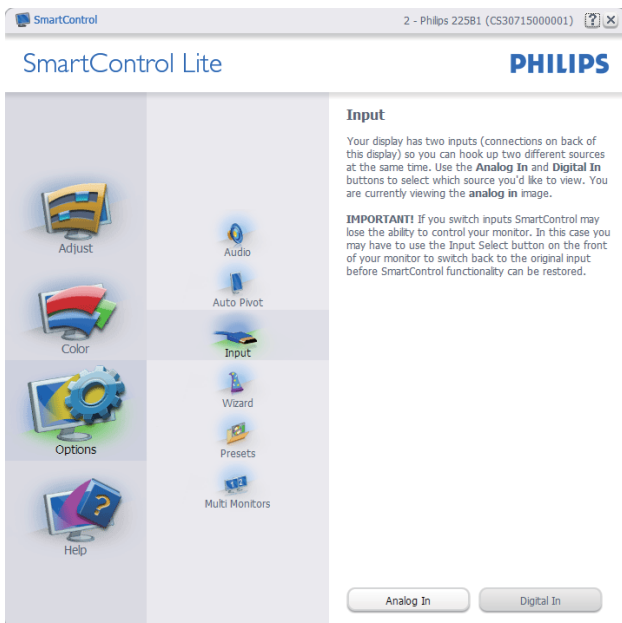 SmartControl
2 - Philips 225B1 (CS30715000001)
SmartControl Lite
PHILIPS
Adjust
Color
Options
Help
Audio
Auto Pivot
Input
Wizard
Presets
Multi Monitors
Input
Your display has two inputs (connections on back of
this display) so you can hook up two different sources
at the same time. Use the Analog In and Digital In
buttons to select which source you'd like to view. You
are currently viewing the analog in image.
IMPORTANT! If you switch inputs SmartControl may
lose the ability to control your monitor. In this case you
may have to use the Input Select button on the front
of your monitor to switch back to the original input
before SmartControl functionality can be restored.
Analog In
Digital In